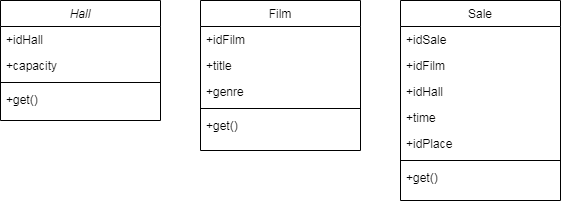 Hall
+idHall
+capacity
+get()
Film
+idFilm
+title
+genre
+get()
Sale
+idSale
+idFilm
+idHall
+time
+idPlace
+get()